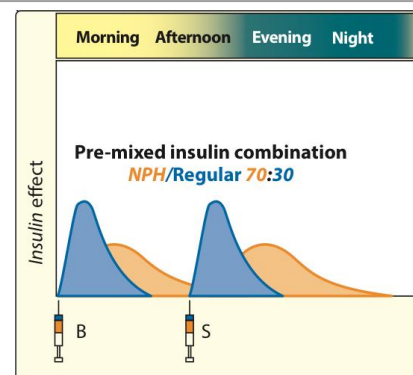 Morning Afternoon Evening Night
Pre-mixed insulin combination
NPH/Regular 70:30
Insulin effect
B
S